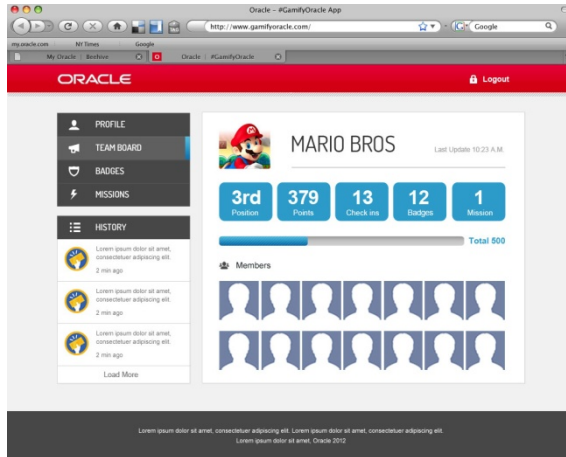 Oracle – #GamifyOracle App
http://www.gamifyoracle.com/
Google
my.oracle.com NY Times Google
My Oracle | Beehive Oracle | #GamifyOracle
ORACLE
Logout
PROFILE
TEAM BOARD
BADGES
MISSIONS
HISTORY
Lorem ipsum dolor sit amet,
consectetuer adipiscing elit.
2 min ago
Lorem ipsum dolor sit amet,
consectetuer adipiscing elit.
2 min ago
Lorem ipsum dolor sit amet,
consectetuer adipiscing elit.
2 min ago
Load More
MARIO BROS
Last Update 10:23 A.M.
3rd 379 13 12 1
Position Points Check ins Badges Mission
Total 500
Members
Lorem ipsum dolor sit amet, consectetuer adipiscing elit. Lorem ipsum dolor sit amet, consectetuer adipiscing elit.
Lorem ipsum dolor sit amet, Oracle 2012